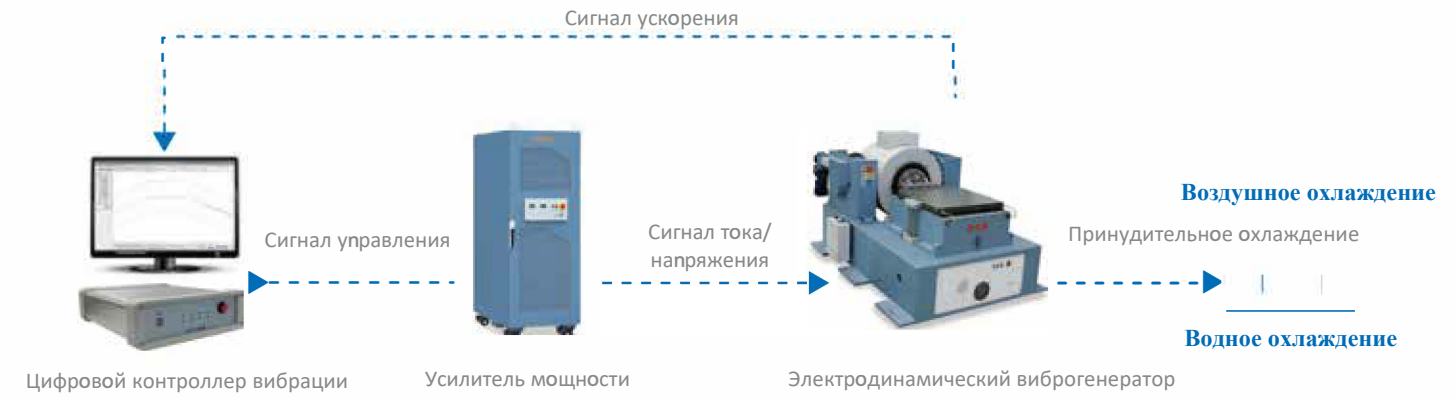 Сигнал ускорения
Воздушное охлаждение
Сигнал управления
Сигнал тока/
напряжения
Принудительное охлаждение
Водное охлаждение
Цифровой контроллер вибрации
Усилитель мощности
Электродинамический виброгенератор